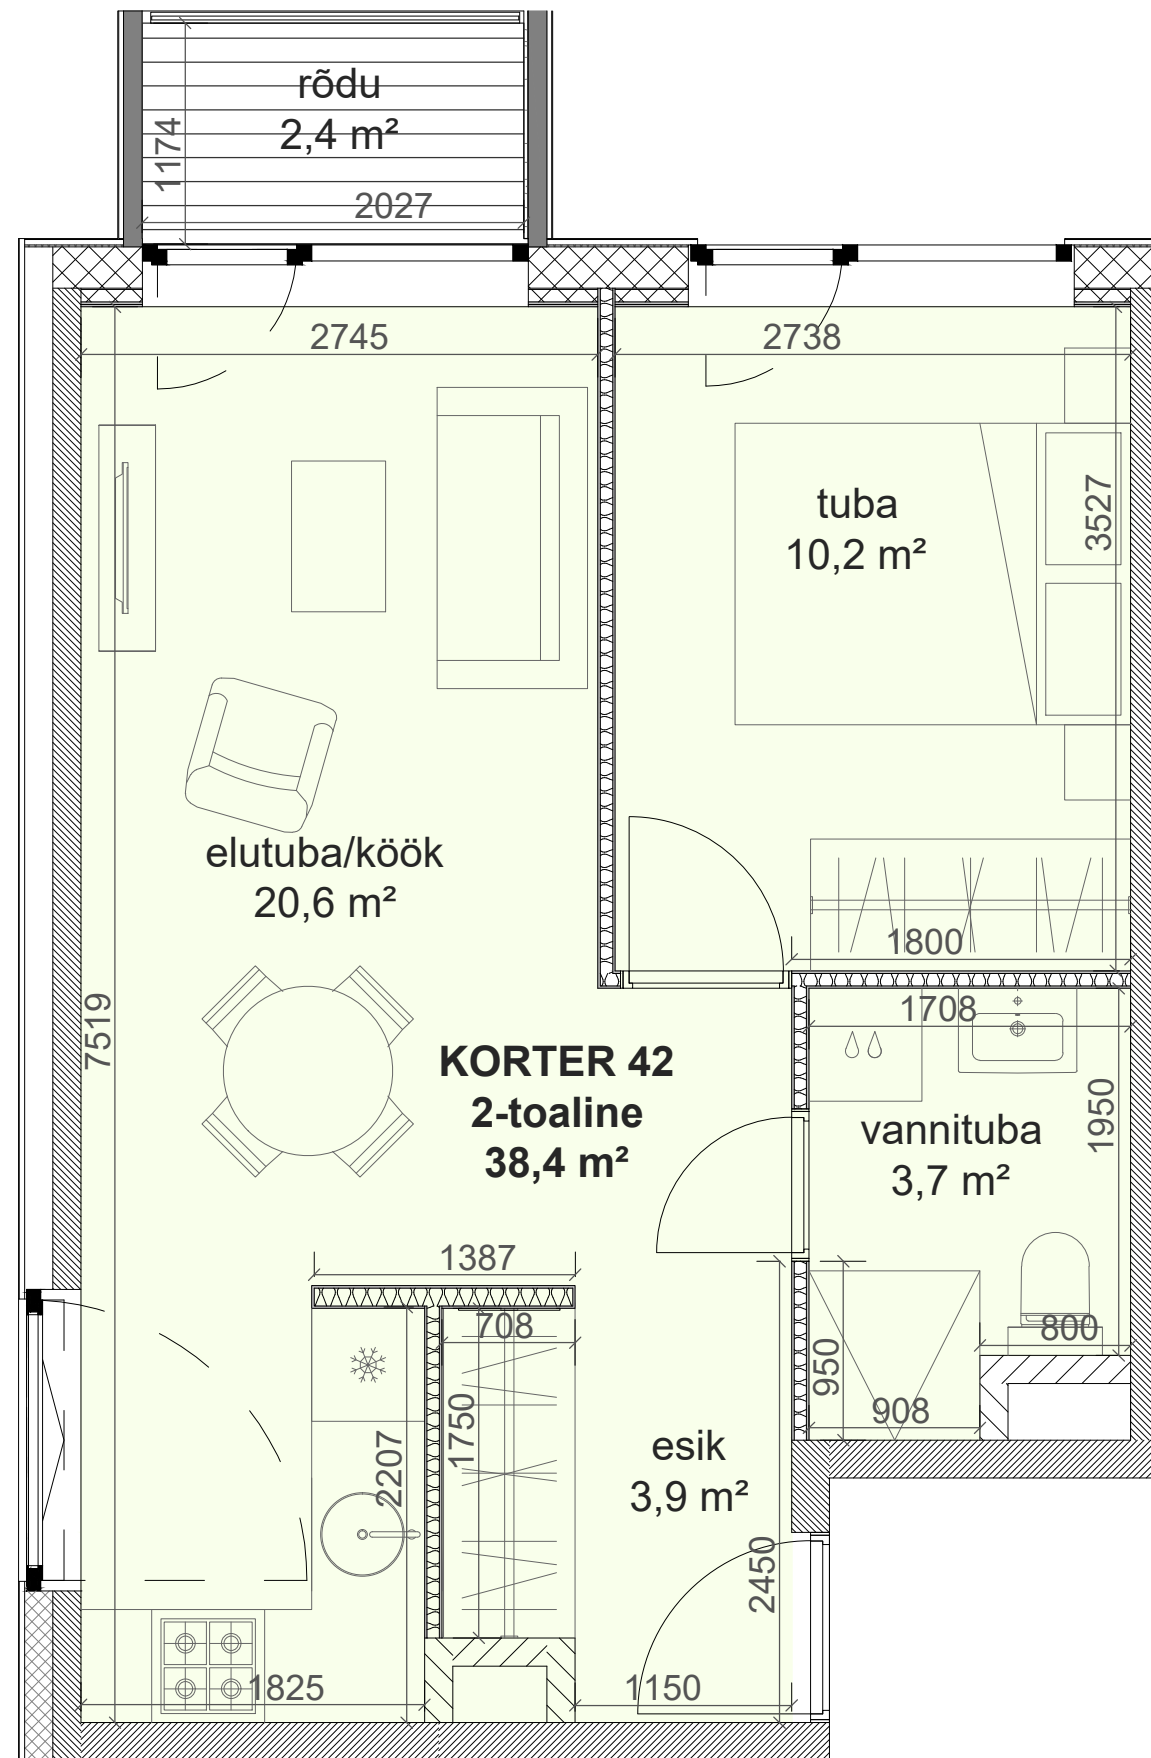 rõdu
2,4 m²
1174
2027
2745
2738
tuba
10,2 m²
3527
elutuba/köök
20,6 m²
1800
7519
1708
KORTER 42
2-toaline
38,4 m²
vannituba
3,7 m²
1950
1387
708
800
950
908
1750
2207
esik
3,9 m²
2450
1825
1150